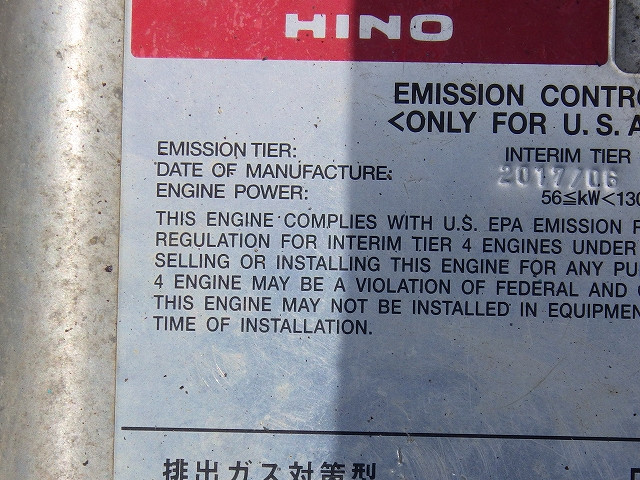 HINO
EMISSION CONTRO
<ONLY FOR U.S.A
EMISSION TIER: INTERIM TIER
DATE OF MANUFACTURE: 2017/06
ENGINE POWER: 56≦kW<130
THIS ENGINE COMPLIES WITH U.S. EPA EMISSION
REGULATION FOR INTERIM TIER 4 ENGINES UNDER
SELLING OR INSTALLING THIS ENGINE FOR ANY PU
4 ENGINE MAY BE A VIOLATION OF FEDERAL AND
THIS ENGINE MAY NOT BE INSTALLED IN EQUIPMEN
TIME OF INSTALLATION.
排出ガス対策型